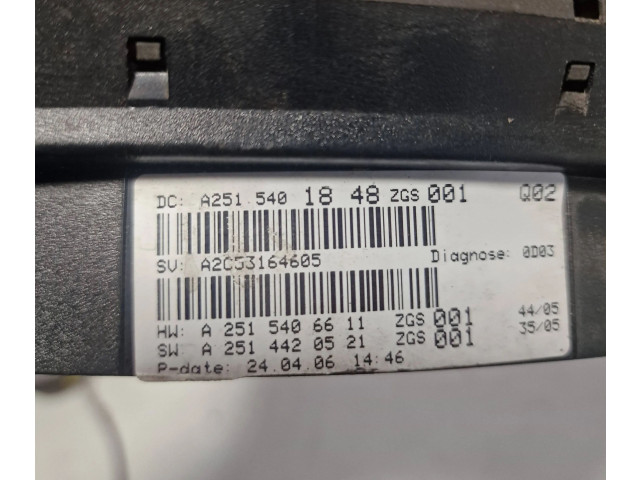 DC: A251 540 18 48 ZGS 001 Q02
SV: A2C53164605 Diagnose: 0D03
HW: A 251 540 66 11 ZGS 001 44/05
SW: A 251 442 05 21 ZGS 001 35/05
P-date: 24.04.06 14:46